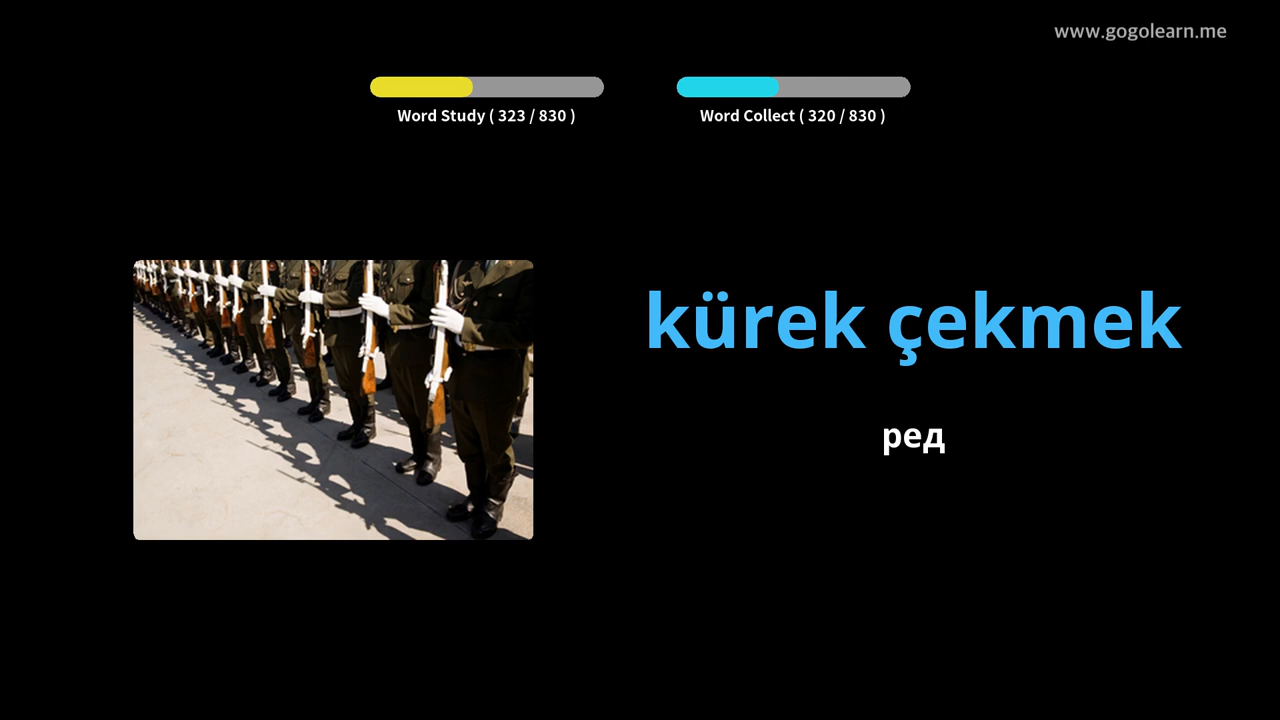 www.gogolearn.me
Word Study ( 323 / 830 )
Word Collect ( 320 / 830 )
kürek çekmek
ред